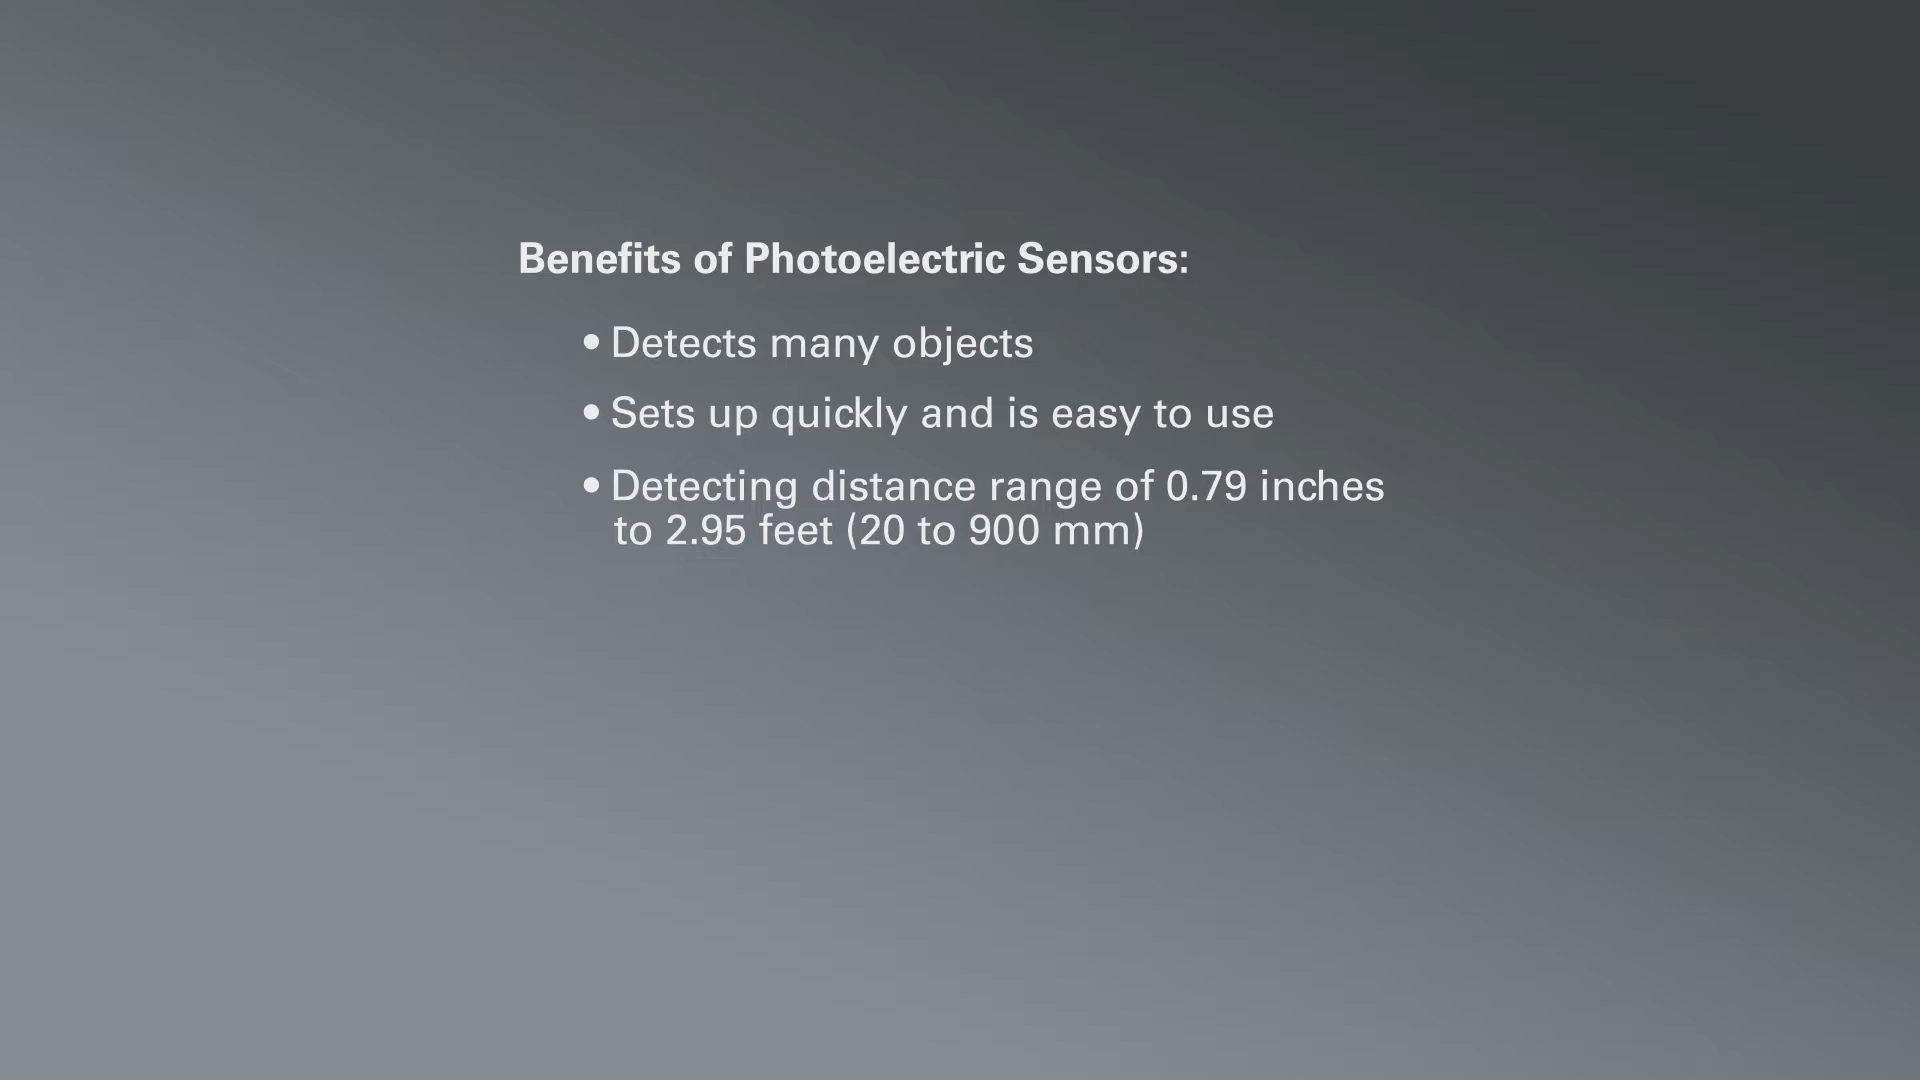 Benefits of Photoelectric Sensors:
• Detects many objects
• Sets up quickly and is easy to use
• Detecting distance range of 0.79 inches
to 2.95 feet (20 to 900 mm)